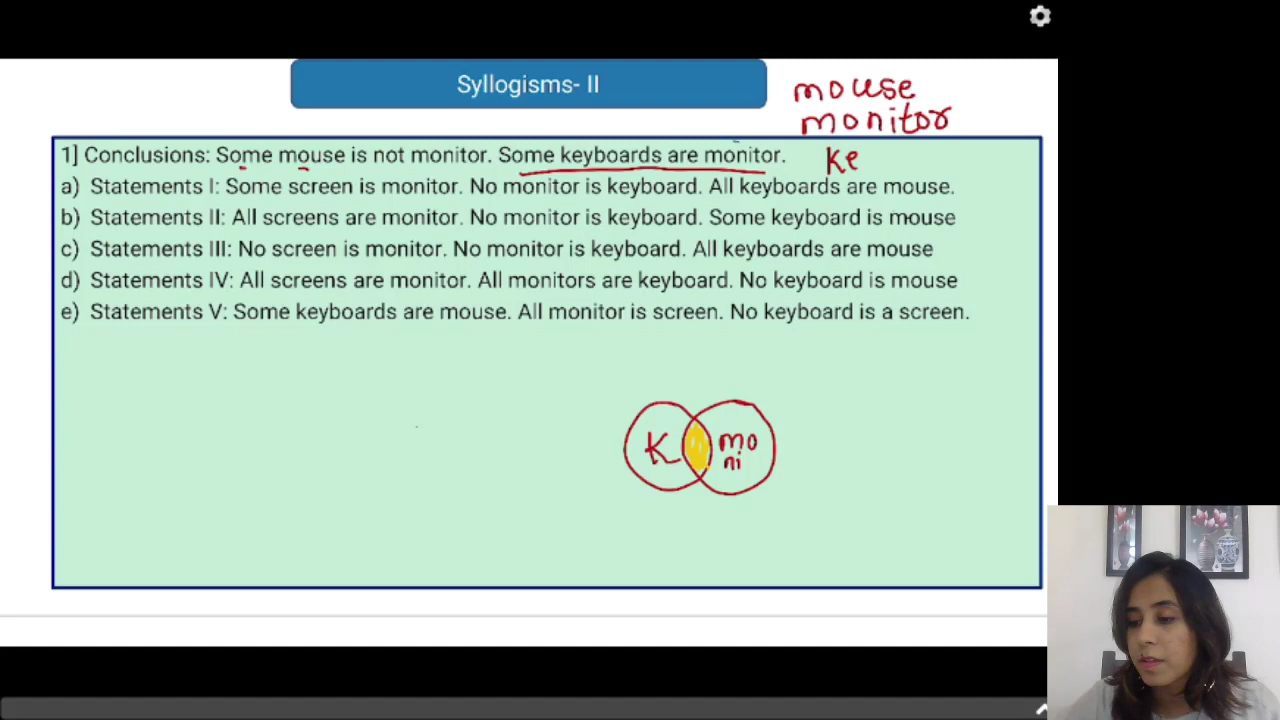 Syllogisms- II
mouse
monitor
Ke
1] Conclusions: Some mouse is not monitor. Some keyboards are monitor.
a) Statements I: Some screen is monitor. No monitor is keyboard. All keyboards are mouse.
b) Statements II: All screens are monitor. No monitor is keyboard. Some keyboard is mouse
c) Statements III: No screen is monitor. No monitor is keyboard. All keyboards are mouse
d) Statements IV: All screens are monitor. All monitors are keyboard. No keyboard is mouse
e) Statements V: Some keyboards are mouse. All monitor is screen. No keyboard is a screen.
K mo
ni